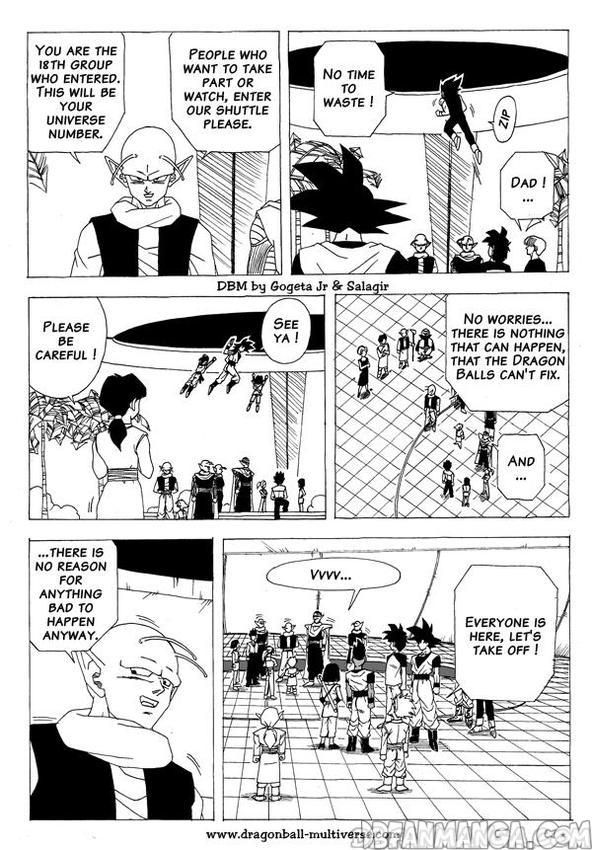 YOU ARE THE
18TH GROUP
WHO ENTERED.
THIS WILL BE
YOUR
UNIVERSE
NUMBER.
PEOPLE WHO
WANT TO TAKE
PART OR
WATCH, ENTER
OUR SHUTTLE
PLEASE.
NO TIME
TO
WASTE !
ZIP
DAD !
...
DBM by Gogeta Jr & Salagir
PLEASE
BE
CAREFUL !
SEE
YA !
NO WORRIES...
THERE IS NOTHING
THAT CAN HAPPEN,
THAT THE DRAGON
BALLS CAN'T FIX.
AND
...
...THERE IS
NO REASON
FOR
ANYTHING
BAD TO
HAPPEN
ANYWAY.
VVVV...
EVERYONE IS
HERE, LET'S
TAKE OFF !
www.dragonball-multiverse.com
DBFANMANGA.COM